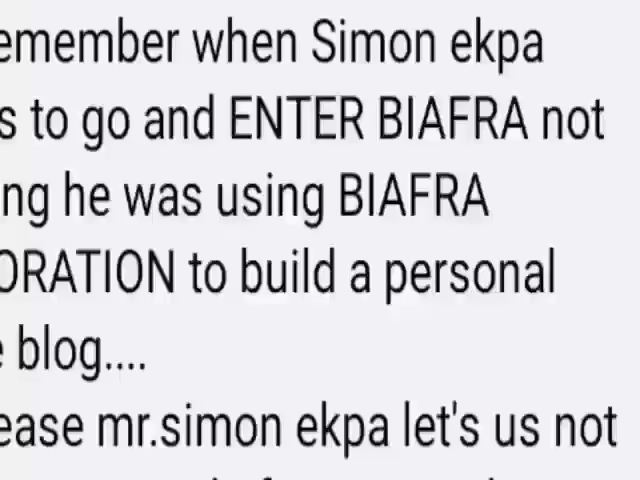 emember when Simon ekpa
s to go and ENTER BIAFRA not
ng he was using BIAFRA
ORATION to build a personal
e blog....
ease mr.simon ekpa let's us not